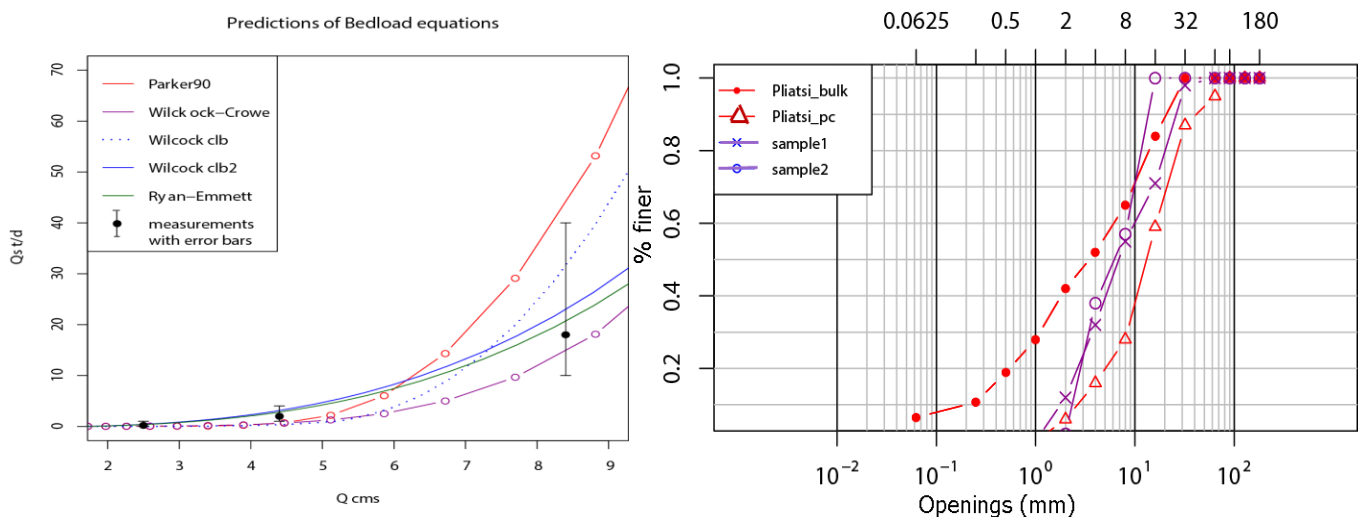 Predictions of Bedload equations
70
60
50
40
30
20
10
0
Qs t/d
Parker90
Wilck ock-Crowe
Wilcock clb
Wilcock clb2
Ryan-Emmett
measurements
with error bars
2 3 4 5 6 7 8 9
Q cms
0.0625 0.5 2 8 32 180
1.0
0.8
0.6
0.4
0.2
% finer
Pliatsi_bulk
Pliatsi_pc
sample1
sample2
10^-2 10^-1 10^0 10^1 10^2
Openings (mm)